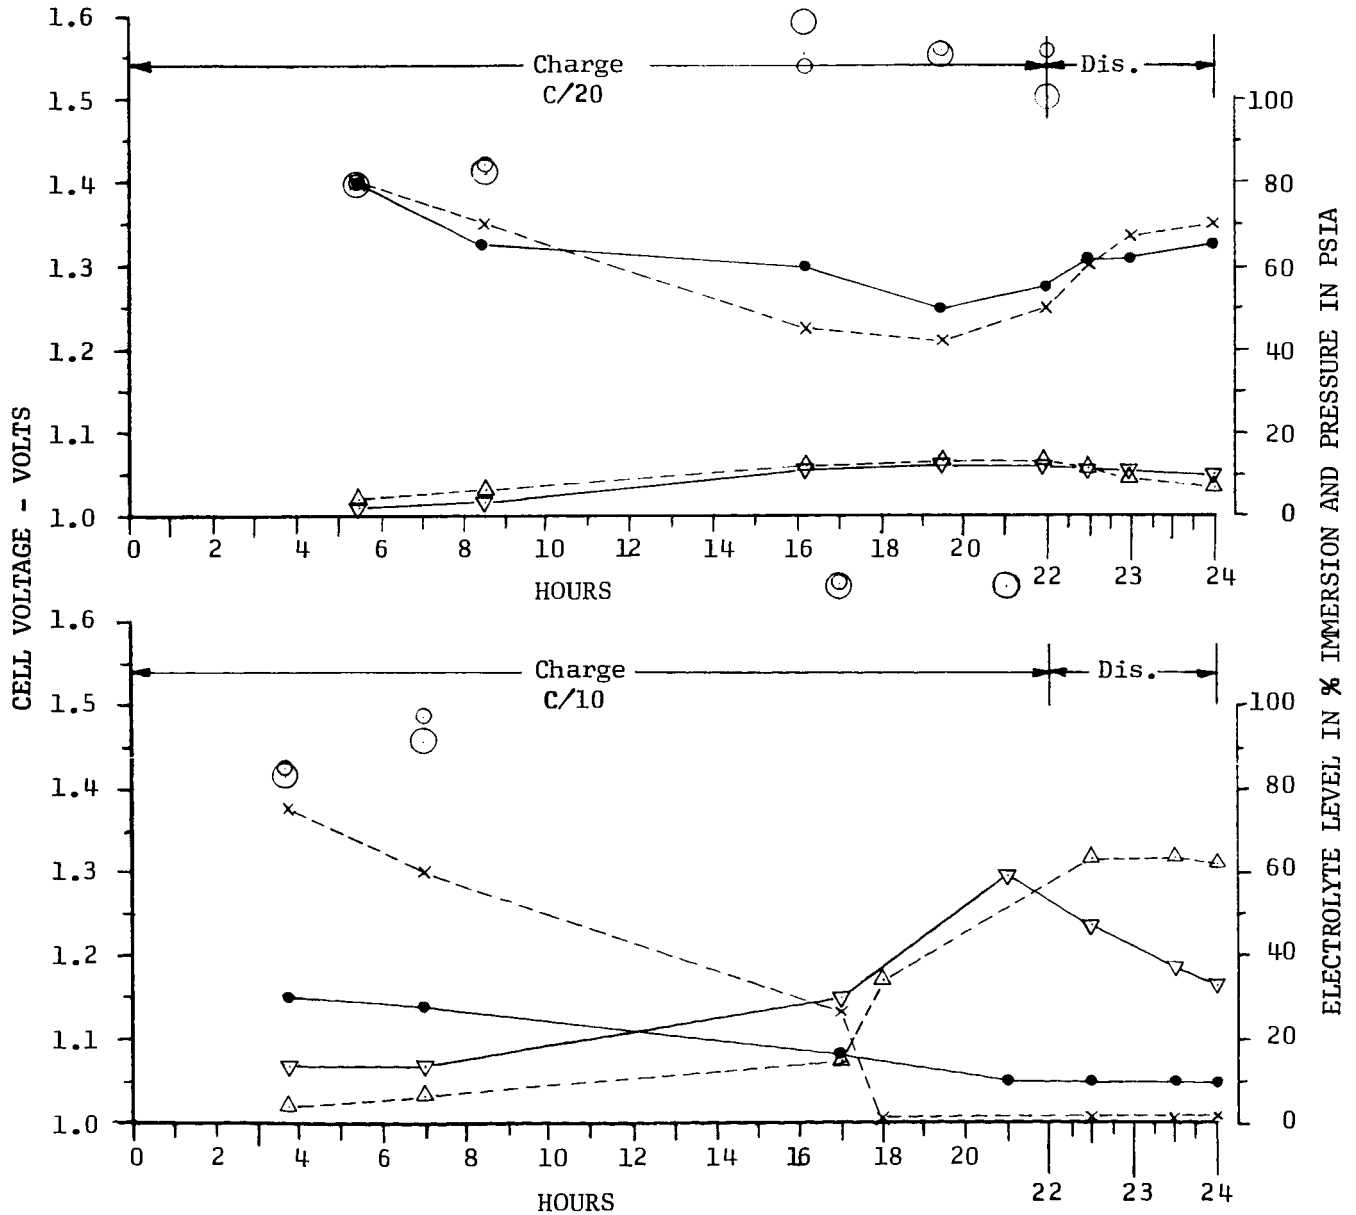 CELL VOLTAGE - VOLTS
1.6
1.5
1.4
1.3
1.2
1.1
1.0
Charge
C/20
Dis.
100
80
60
40
20
0
0 2 4 6 8 10 12 14 16 18 20 22 23 24
HOURS
1.6
1.5
1.4
1.3
1.2
1.1
1.0
Charge
C/10
Dis.
100
80
60
40
20
0
0 2 4 6 8 10 12 14 16 18 20 22 23 24
HOURS
ELECTROLYTE LEVEL IN % IMMERSION AND PRESSURE IN PSIA